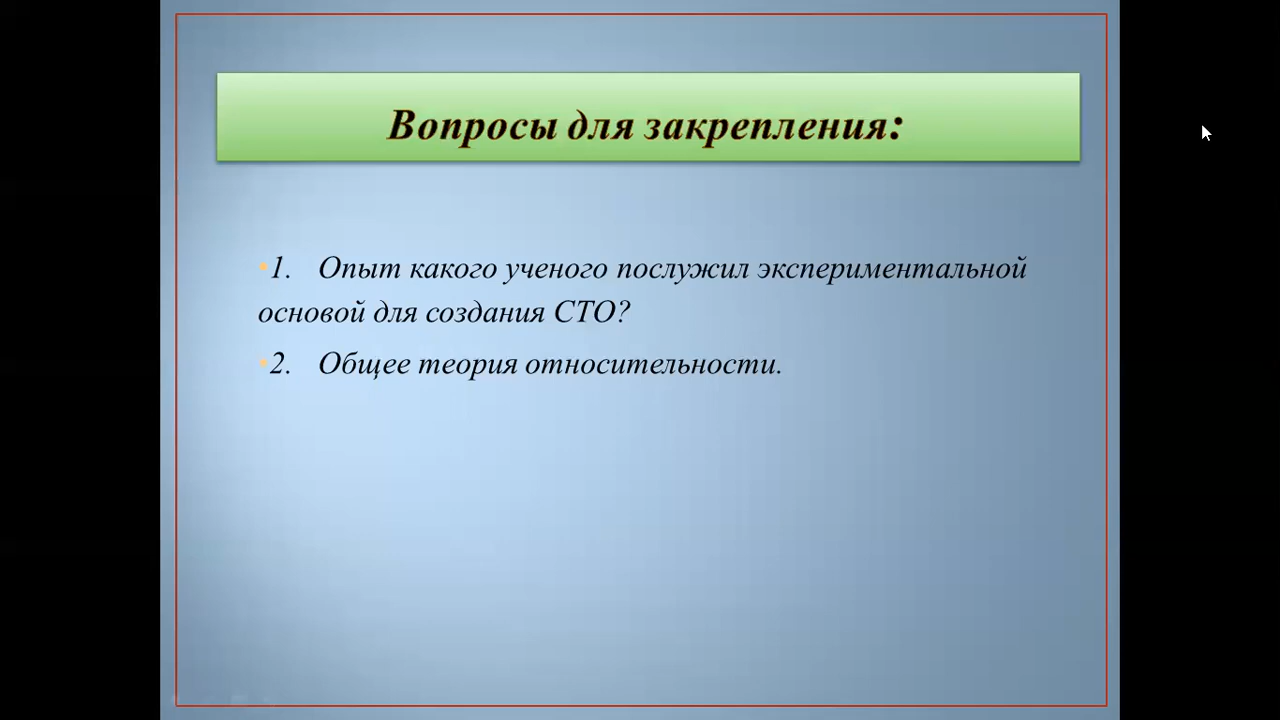 Вопросы для закрепления:
•1. Опыт какого ученого послужил экспериментальной
основой для создания СТО?
•2. Общее теория относительности.